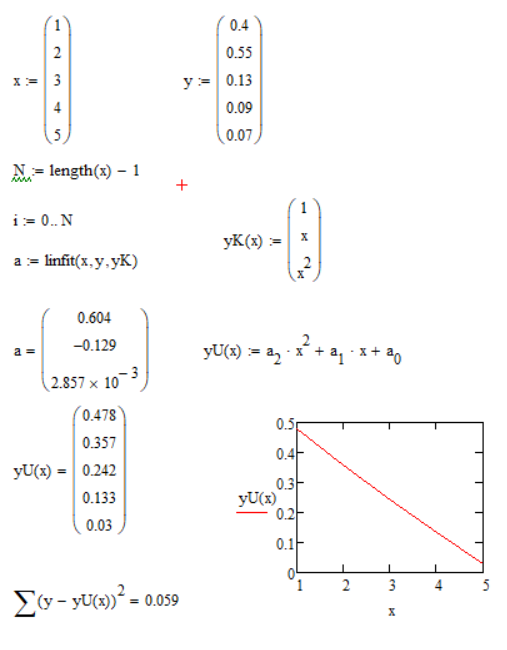 x := (1 2 3 4 5)
y := (0.4 0.55 0.13 0.09 0.07)
N := length(x) − 1
i := 0.. N
yK(x) := (1 x x²)
a := linfit(x,y,yK)
a = (0.604 −0.129 2.857 × 10⁻³)
yU(x) := a₂ · x² + a₁ · x + a₀
yU(x) = (0.478 0.357 0.242 0.133 0.03)
0.5
0.4
0.3
yU(x)
0.2
0.1
0
1 2 3 4 5
x
∑(y − yU(x))² = 0.059